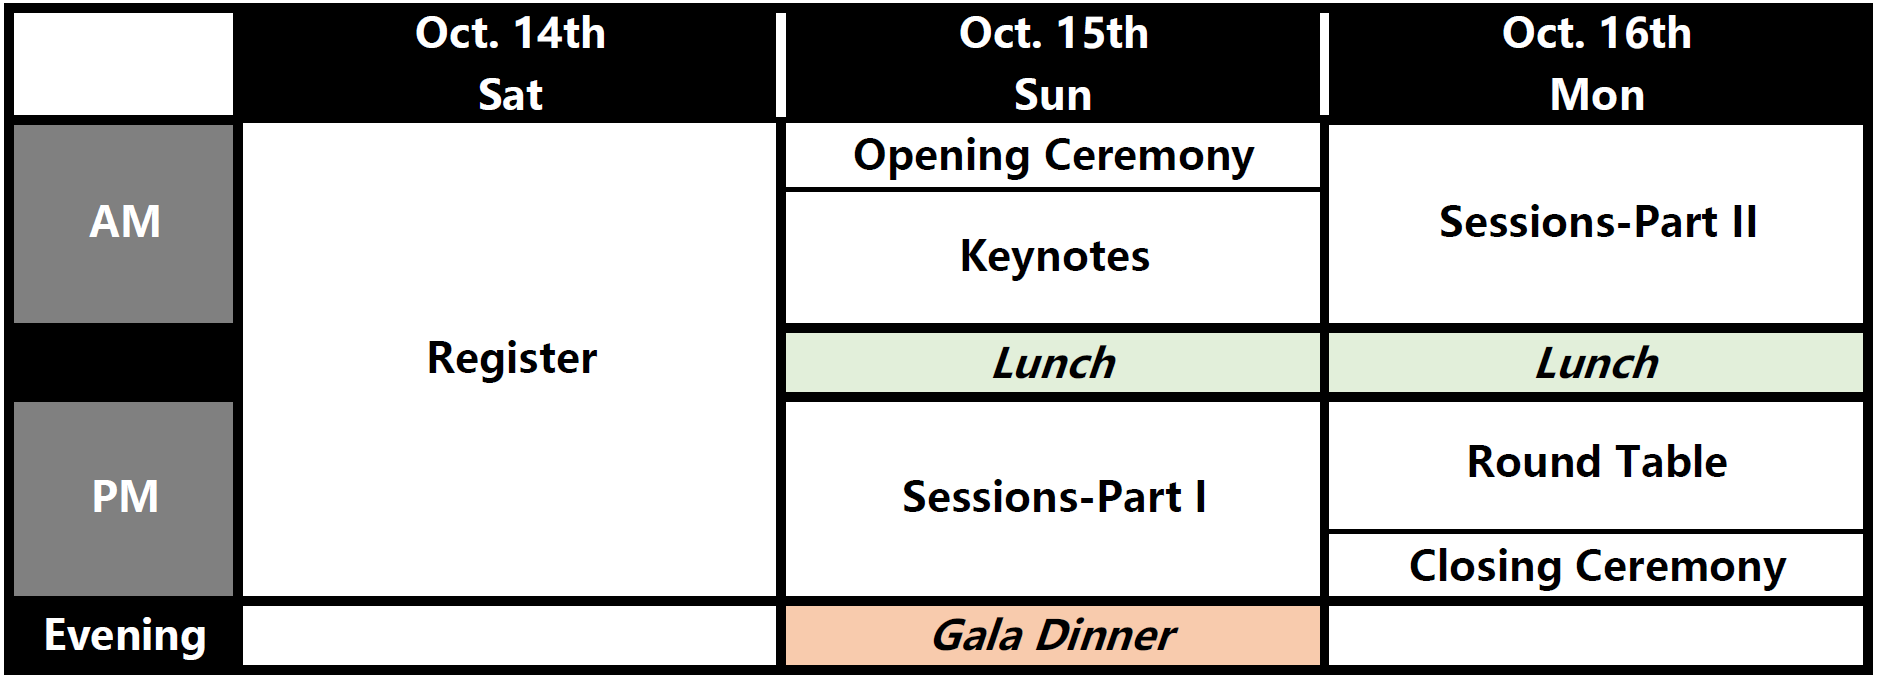 Oct. 14th
Sat
Oct. 15th
Sun
Oct. 16th
Mon
AM
Register
Opening Ceremony
Keynotes
Sessions-Part II
Lunch
Lunch
PM
Sessions-Part I
Round Table
Closing Ceremony
Evening
Gala Dinner